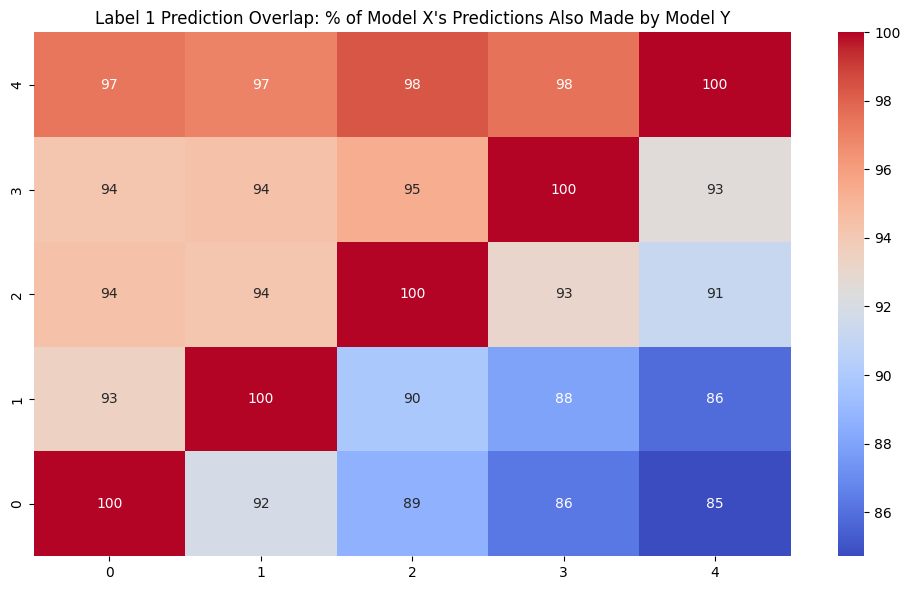 Label 1 Prediction Overlap: % of Model X's Predictions Also Made by Model Y
4 97 97 98 98 100
3 94 94 95 100 93
2 94 94 100 93 91
1 93 100 90 88 86
0 100 92 89 86 85
0 1 2 3 4
100
98
96
94
92
90
88
86